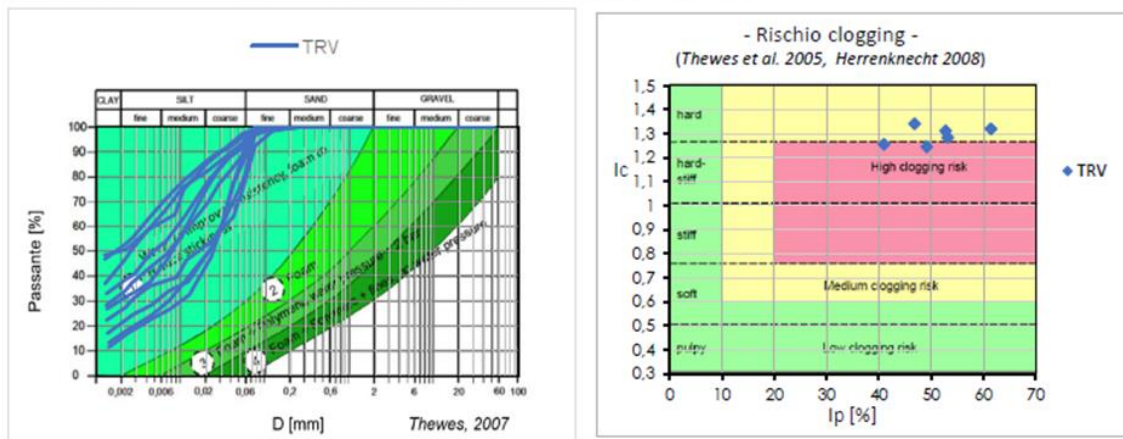 TRV
CLAY SILT SAND GRAVEL
fine medium coarse fine medium coarse fine medium coarse
100
90
80
70
60
50
40
30
20
10
0
Passante [%]
2 Foam
3
4
0,002 0,006 0,02 0,06 0,2 0,6 2 6 20 60 100
D [mm]
Thewes, 2007
- Rischio clogging -
(Thewes et al. 2005, Herrenknecht 2008)
1,5
1,4
1,3
1,2
1,1
1
0,9
0,8
0,7
0,6
0,5
0,4
0,3
Ic
hard
hard-
stiff
stiff
soft
pulpy
High clogging risk
Medium clogging risk
Low clogging risk
TRV
0 10 20 30 40 50 60 70
Ip [%]